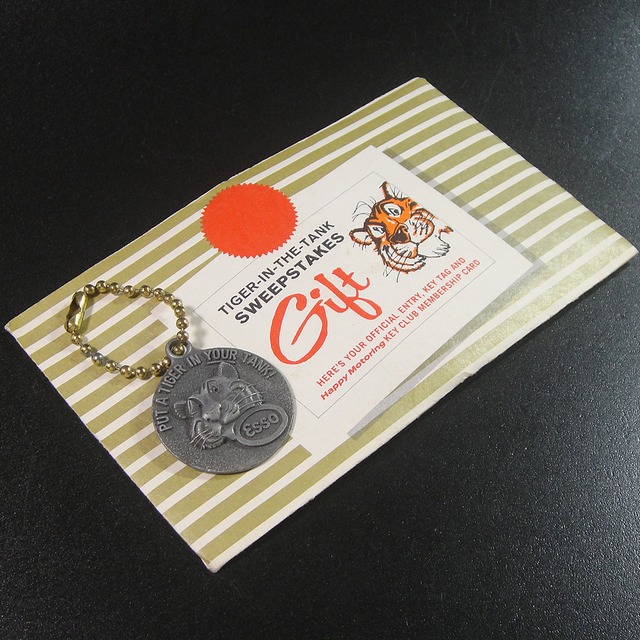 TIGER-IN-THE-TANK
SWEEPSTAKES
Gift
HERE'S YOUR OFFICIAL ENTRY, KEY TAG AND
Happy Motoring KEY CLUB MEMBERSHIP CARD
PUT A TIGER IN YOUR TANK!
ESSO